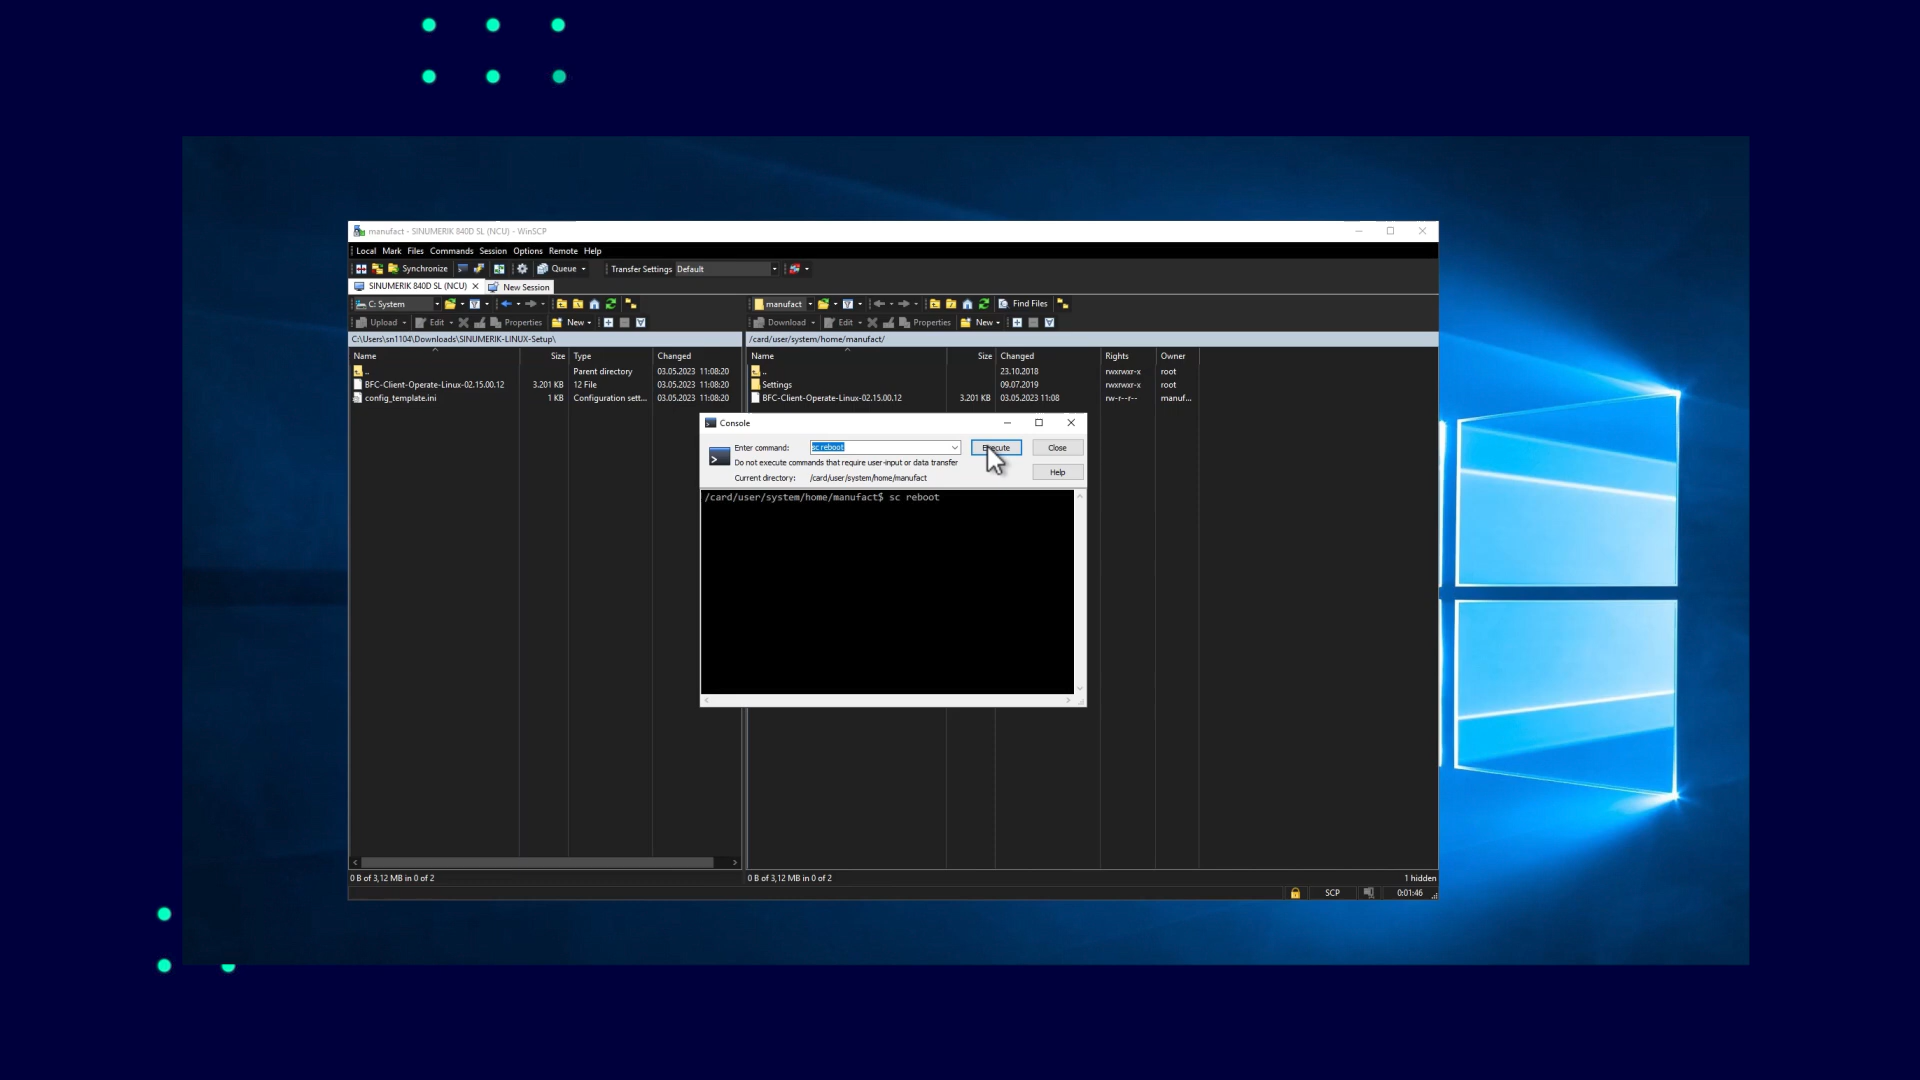 manufact - SINUMERIK 840D SL (NCU) - WinSCP
Local Mark Files Commands Session Options Remote Help
Synchronize Queue Transfer Settings Default
SINUMERIK 840D SL (NCU) New Session
C: System
manufact Find Files
Upload Edit Properties New
Download Edit Properties New
C:\Users\sn1104\Downloads\SINUMERIK-LINUX-Setup\
/card/user/system/home/manufact/
Name Size Type Changed
.. Parent directory 03.05.2023 11:08:20
BFC-Client-Operate-Linux-02.15.00.12 3.201 KB 12 File 03.05.2023 11:08:20
config_template.ini 1 KB Configuration sett... 03.05.2023 11:08:20
Name Size Changed Rights Owner
.. 23.10.2018 rwxrwxr-x root
Settings 09.07.2019 rwxrwxr-x root
BFC-Client-Operate-Linux-02.15.00.12 3.201 KB 03.05.2023 11:08 rw-r--r-- manuf...
Console
Enter command: sc reboot Execute Close
Do not execute commands that require user-input or data transfer
Help
Current directory: /card/user/system/home/manufact
/card/user/system/home/manufact$ sc reboot
0 B of 3,12 MB in 0 of 2
0 B of 3,12 MB in 0 of 2
1 hidden
SCP 0:01:46